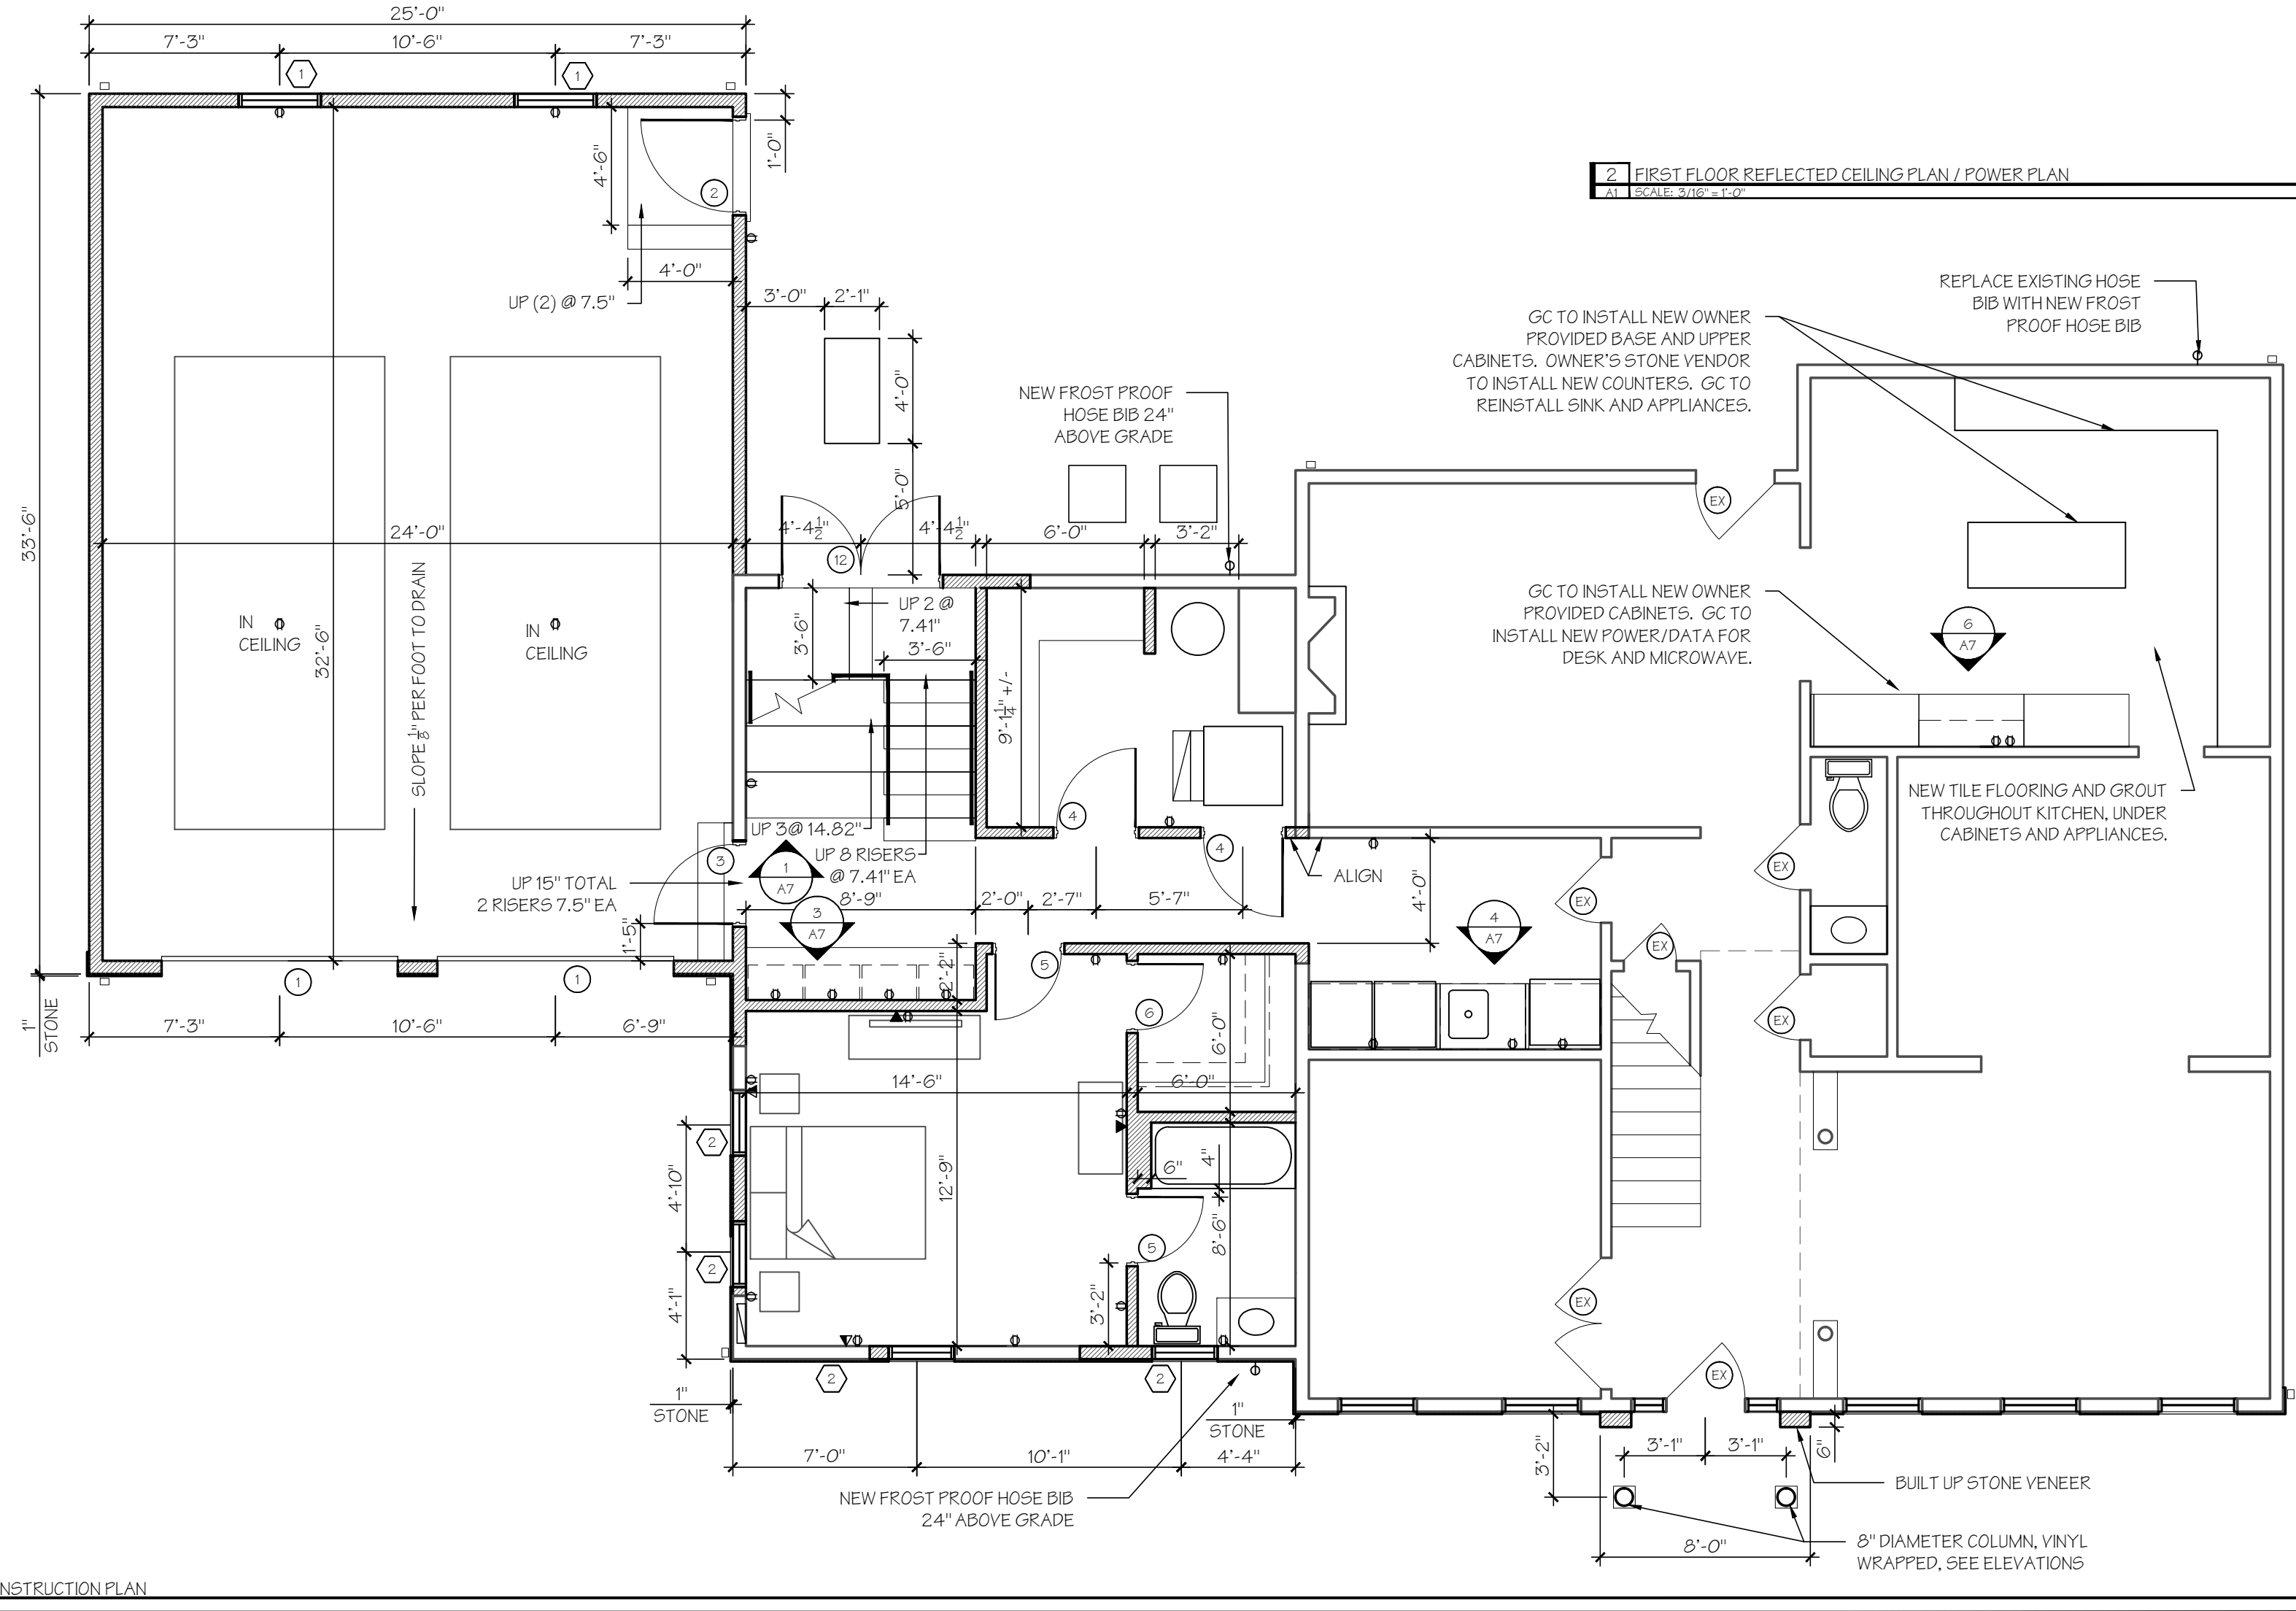 25'-0"
7'-3"
10'-6"
7'-3"
1
1
1'-0"
4'-6"
2
4'-0"
UP (2) @ 7.5"
33'-6"
2
FIRST FLOOR REFLECTED CEILING PLAN / POWER PLAN
A1
SCALE: 3/16" = 1'-0"
3'-0"
2'-1"
4'-0"
5'-0"
NEW FROST PROOF
HOSE BIB 24"
ABOVE GRADE
GC TO INSTALL NEW OWNER
PROVIDED BASE AND UPPER
CABINETS. OWNER'S STONE VENDOR
TO INSTALL NEW COUNTERS. GC TO
REINSTALL SINK AND APPLIANCES.
REPLACE EXISTING HOSE
BIB WITH NEW FROST
PROOF HOSE BIB
EX
24'-0"
4'-4 1/2"
4'-4 1/2"
6'-0"
3'-2"
12
IN
CEILING
32'-6"
SLOPE 1/8" PER FOOT TO DRAIN
IN
CEILING
3'-6"
UP 2 @
7.41"
3'-6"
9'-1 1/4" +/-
GC TO INSTALL NEW OWNER
PROVIDED CABINETS. GC TO
INSTALL NEW POWER/DATA FOR
DESK AND MICROWAVE.
6
A7
NEW TILE FLOORING AND GROUT
THROUGHOUT KITCHEN, UNDER
CABINETS AND APPLIANCES.
UP 3@ 14.82"
UP 8 RISERS
@ 7.41" EA
4
4
3
1
A7
UP 15" TOTAL
2 RISERS 7.5" EA
ALIGN
4'-0"
EX
EX
8'-9"
2'-0"
2'-7"
5'-7"
3
A7
4
A7
EX
1'-5"
2'-2"
5
6
EX
1
1
1"
STONE
7'-3"
10'-6"
6'-9"
6'-0"
14'-6"
6'-0"
2
4'-10"
12'-9"
6"
4"
8'-6"
5
2
4'-1"
3'-2"
EX
EX
2
2
1"
STONE
1"
STONE
7'-0"
10'-1"
4'-4"
3'-2"
3'-1"
3'-1"
6"
NEW FROST PROOF HOSE BIB
24" ABOVE GRADE
BUILT UP STONE VENEER
8'-0"
8" DIAMETER COLUMN, VINYL
WRAPPED, SEE ELEVATIONS
NSTRUCTION PLAN